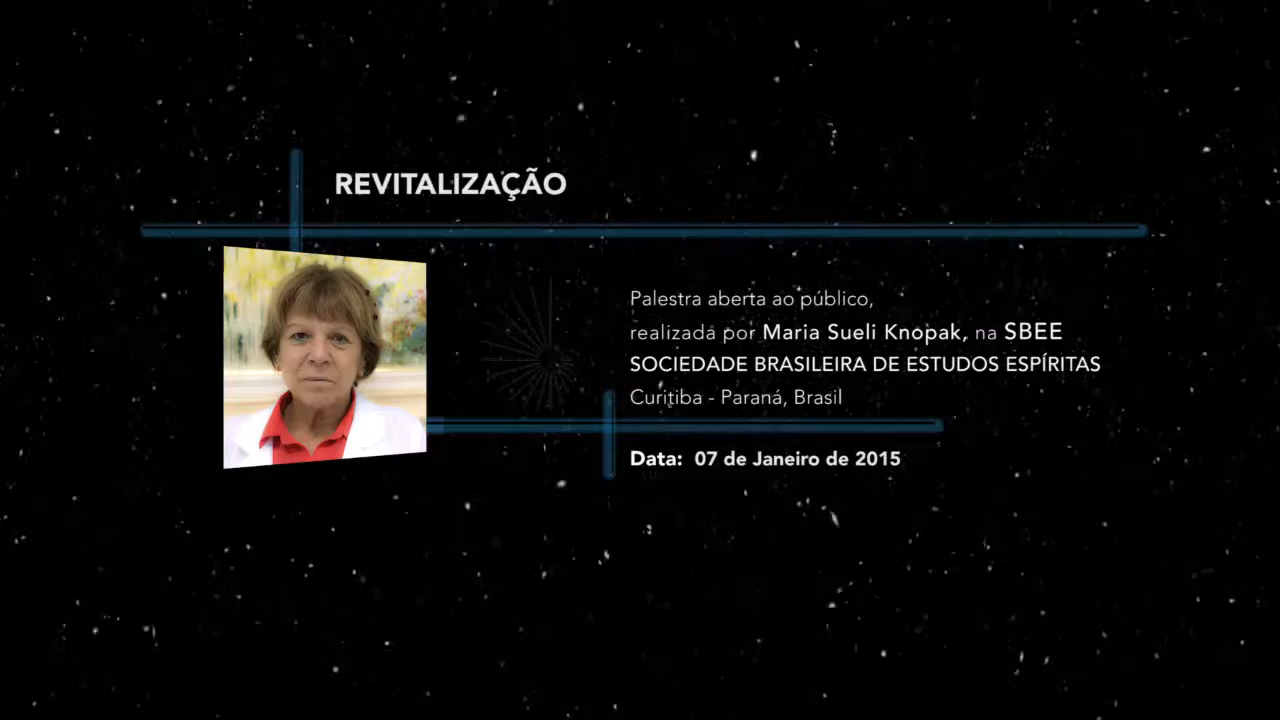 REVITALIZAÇÃO
Palestra aberta ao público,
realizada por Maria Sueli Knopak, na SBEE
SOCIEDADE BRASILEIRA DE ESTUDOS ESPÍRITAS
Curitiba - Paraná, Brasil
Data: 07 de Janeiro de 2015